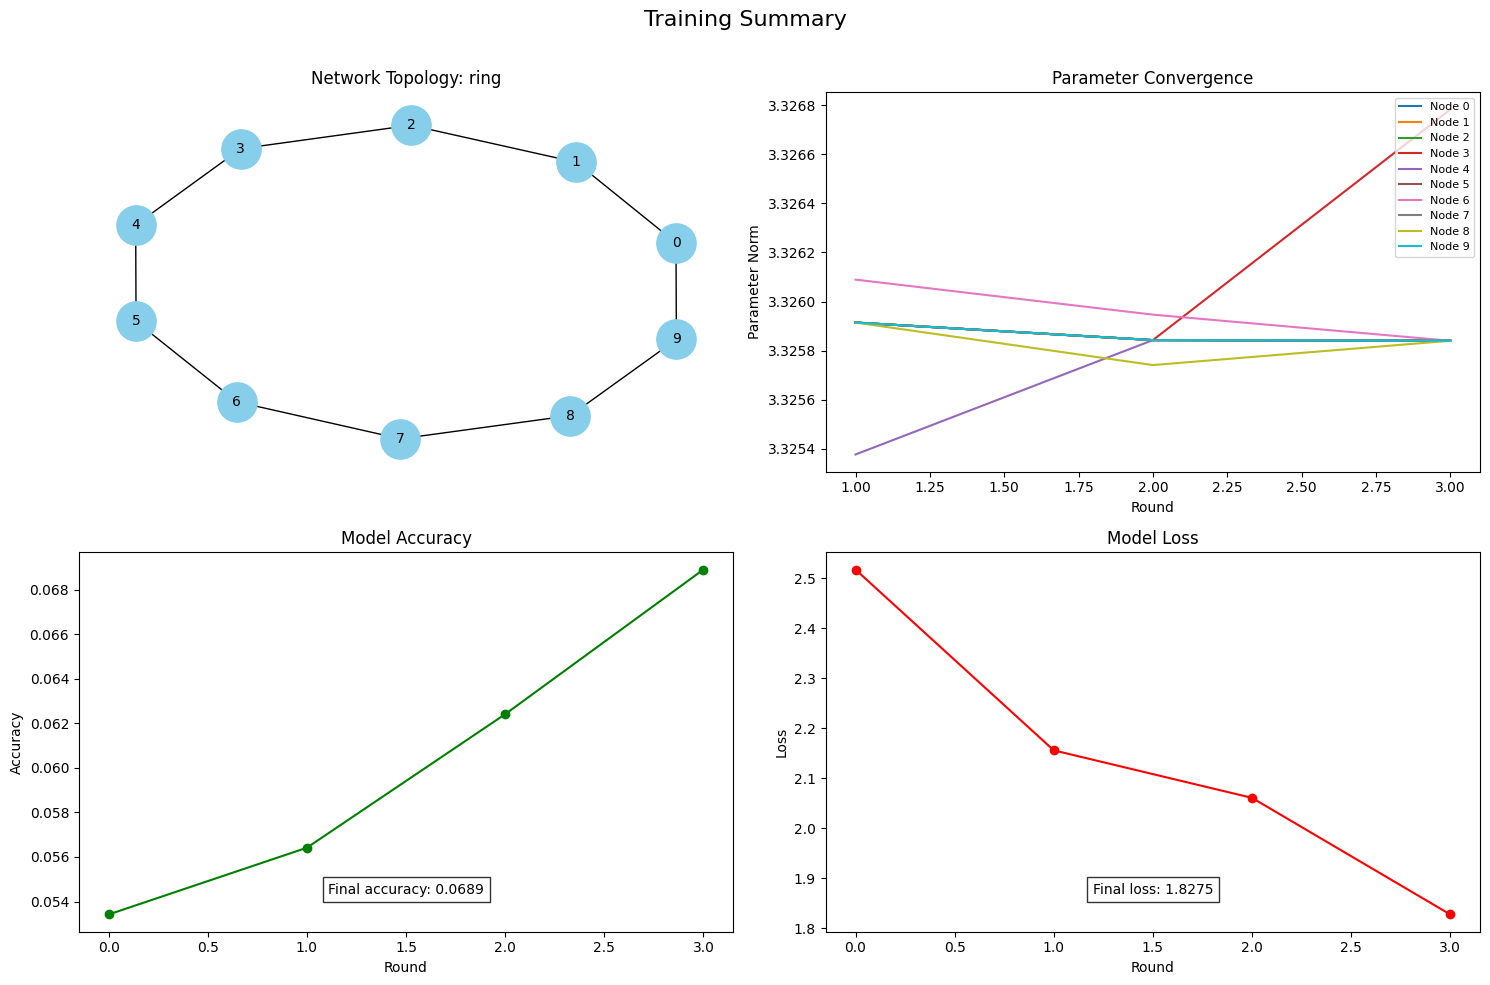 Training Summary
Network Topology: ring
2
3
1
4
0
5
9
6
8
7
Parameter Convergence
3.3268
3.3266
3.3264
3.3262
3.3260
3.3258
3.3256
3.3254
Parameter Norm
Node 0
Node 1
Node 2
Node 3
Node 4
Node 5
Node 6
Node 7
Node 8
Node 9
1.00 1.25 1.50 1.75 2.00 2.25 2.50 2.75 3.00
Round
Model Accuracy
0.068
0.066
0.064
0.062
0.060
0.058
0.056
0.054
Accuracy
Final accuracy: 0.0689
0.0 0.5 1.0 1.5 2.0 2.5 3.0
Round
Model Loss
2.5
2.4
2.3
2.2
2.1
2.0
1.9
1.8
Loss
Final loss: 1.8275
0.0 0.5 1.0 1.5 2.0 2.5 3.0
Round